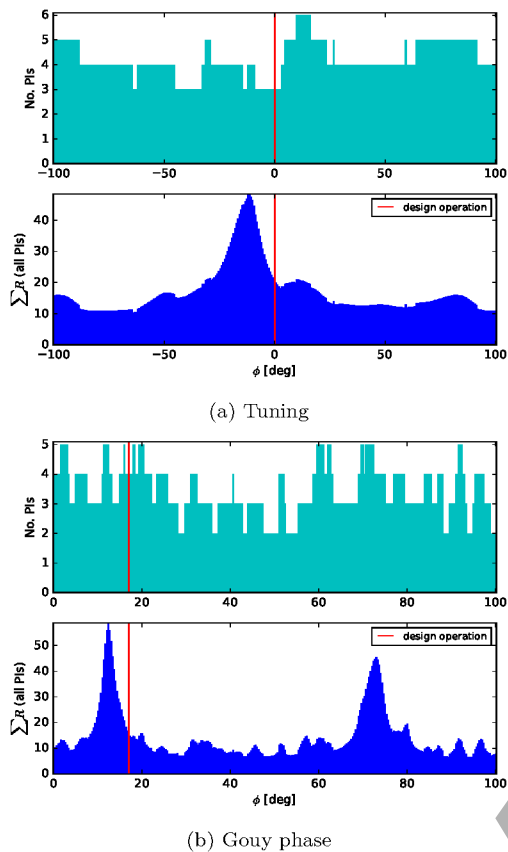 6
5
4
3
2
1
0
No. PIs
−100 −50 0 50 100
40
30
20
10
0
∑R (all PIs)
design operation
−100 −50 0 50 100
ϕ [deg]
(a) Tuning
5
4
3
2
1
0
No. PIs
0 20 40 60 80 100
50
40
30
20
10
0
∑R (all PIs)
design operation
0 20 40 60 80 100
ϕ [deg]
(b) Gouy phase